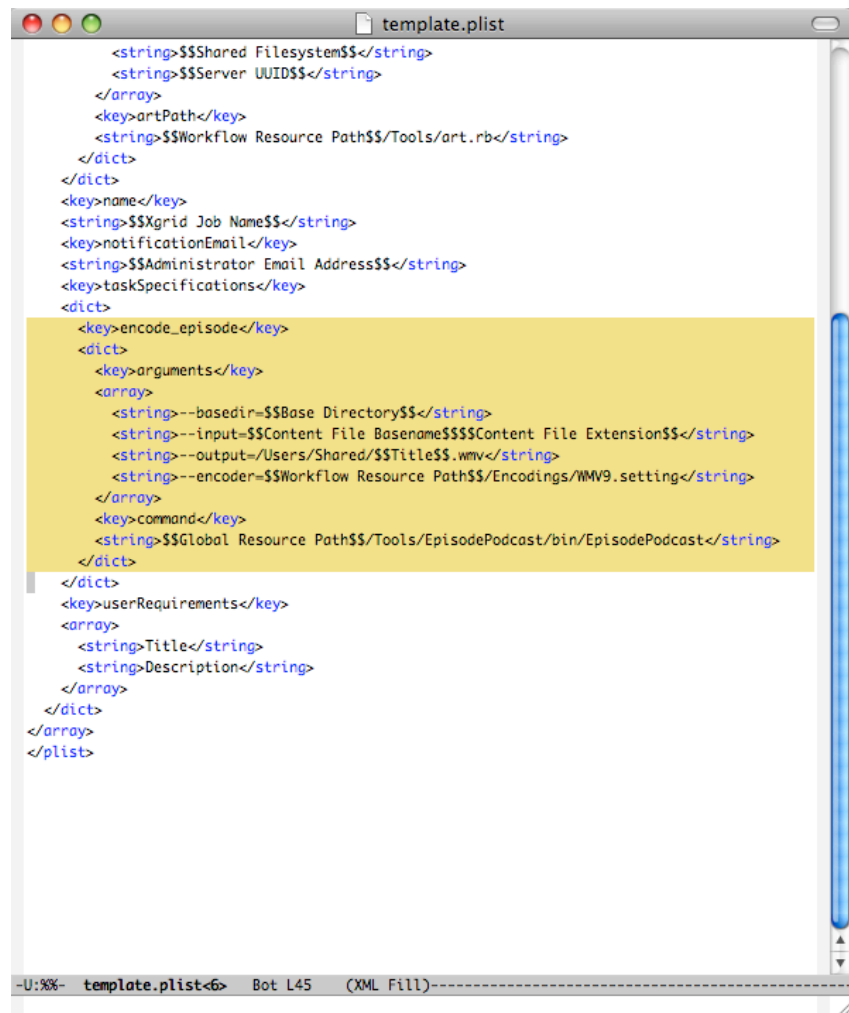 template.plist
<string>$$Shared Filesystem$$</string>
<string>$$Server UUID$$</string>
</array>
<key>artPath</key>
<string>$$Workflow Resource Path$$/Tools/art.rb</string>
</dict>
</dict>
<key>name</key>
<string>$$Xgrid Job Name$$</string>
<key>notificationEmail</key>
<string>$$Administrator Email Address$$</string>
<key>taskSpecifications</key>
<dict>
<key>encode_episode</key>
<dict>
<key>arguments</key>
<array>
<string>--basedir=$$Base Directory$$</string>
<string>--input=$$Content File Basename$$$$Content File Extension$$</string>
<string>--output=/Users/Shared/$$Title$$.wmv</string>
<string>--encoder=$$Workflow Resource Path$$/Encodings/WMV9.setting</string>
</array>
<key>command</key>
<string>$$Global Resource Path$$/Tools/EpisodePodcast/bin/EpisodePodcast</string>
</dict>
</dict>
<key>userRequirements</key>
<array>
<string>Title</string>
<string>Description</string>
</array>
</dict>
</array>
</plist>
-U:%%- template.plist<6> Bot L45 (XML Fill)--------------------------------------------------